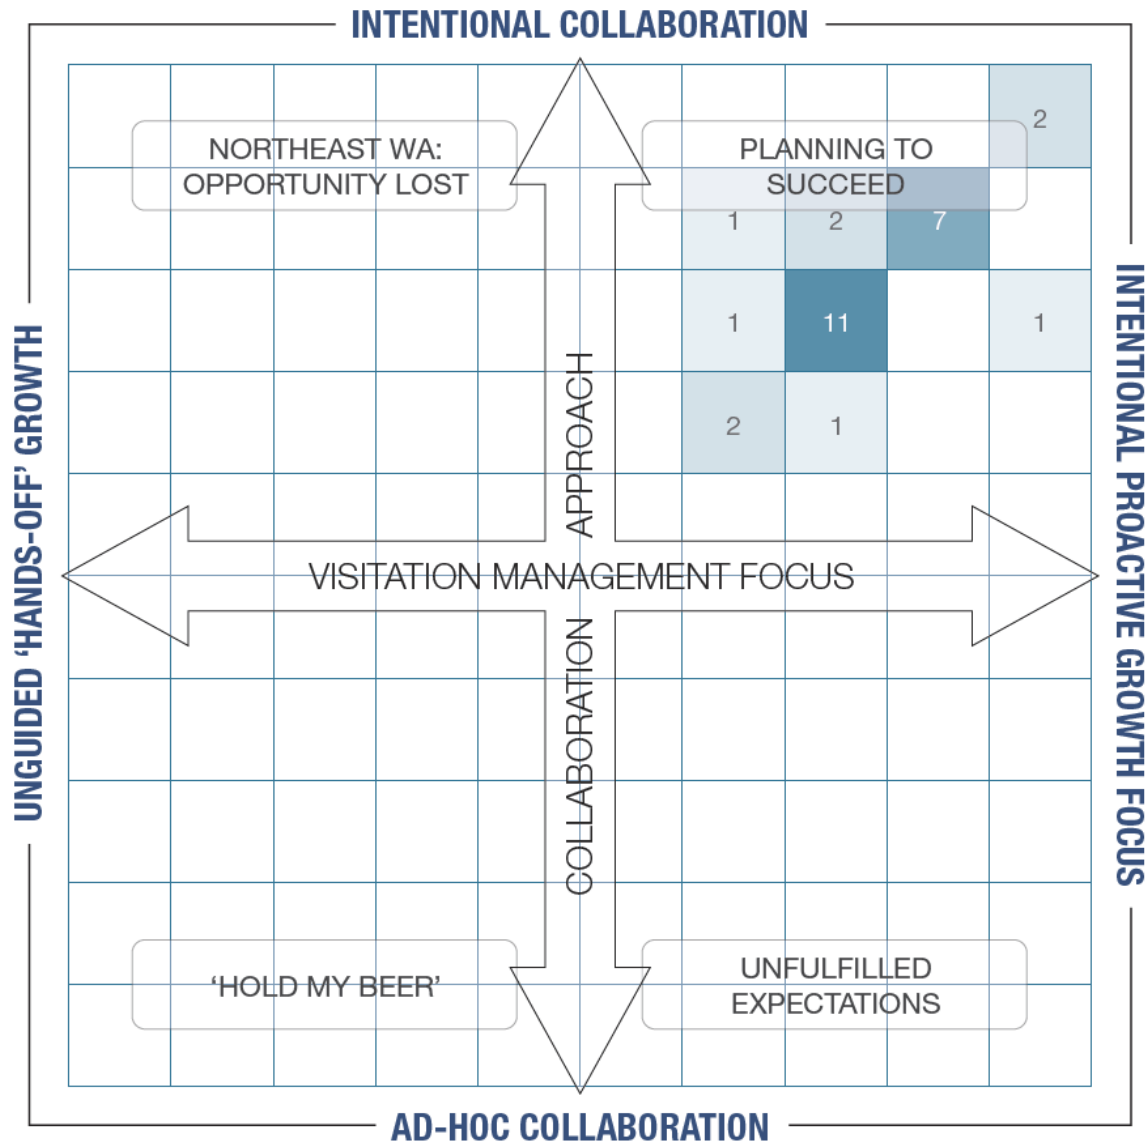 INTENTIONAL COLLABORATION
2
NORTHEAST WA:
OPPORTUNITY LOST
PLANNING TO
SUCCEED
1 2 7
1 11 1
2 1
APPROACH
VISITATION MANAGEMENT FOCUS
COLLABORATION
UNGUIDED ‘HANDS-OFF’ GROWTH
INTENTIONAL PROACTIVE GROWTH FOCUS
‘HOLD MY BEER’
UNFULFILLED
EXPECTATIONS
AD-HOC COLLABORATION